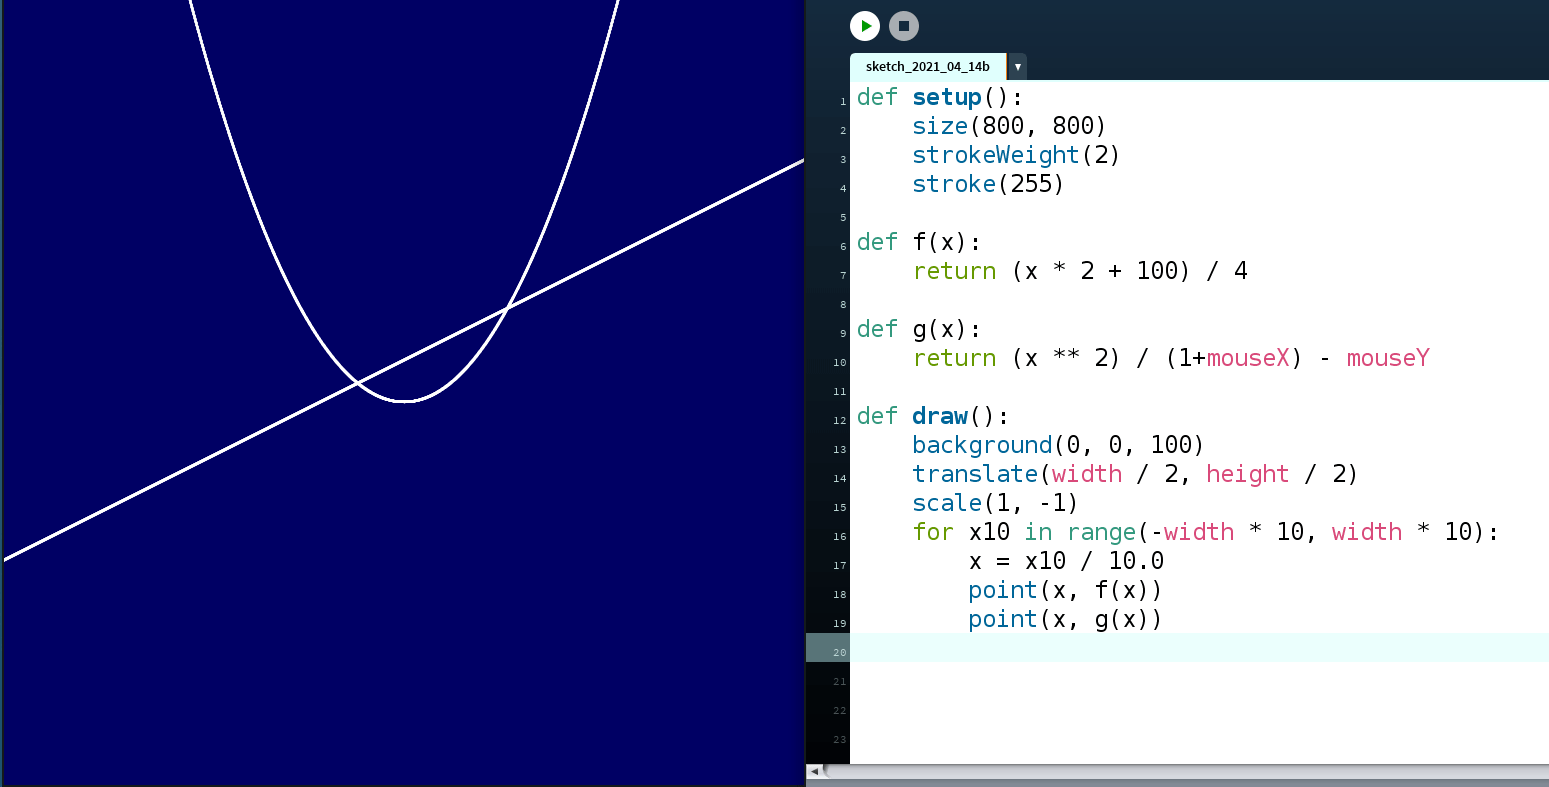 sketch_2021_04_14b ▼
1 def setup():
2     size(800, 800)
3     strokeWeight(2)
4     stroke(255)
5
6 def f(x):
7     return (x * 2 + 100) / 4
8
9 def g(x):
10     return (x ** 2) / (1+mouseX) - mouseY
11
12 def draw():
13     background(0, 0, 100)
14     translate(width / 2, height / 2)
15     scale(1, -1)
16     for x10 in range(-width * 10, width * 10):
17         x = x10 / 10.0
18         point(x, f(x))
19         point(x, g(x))
20
21
22
23